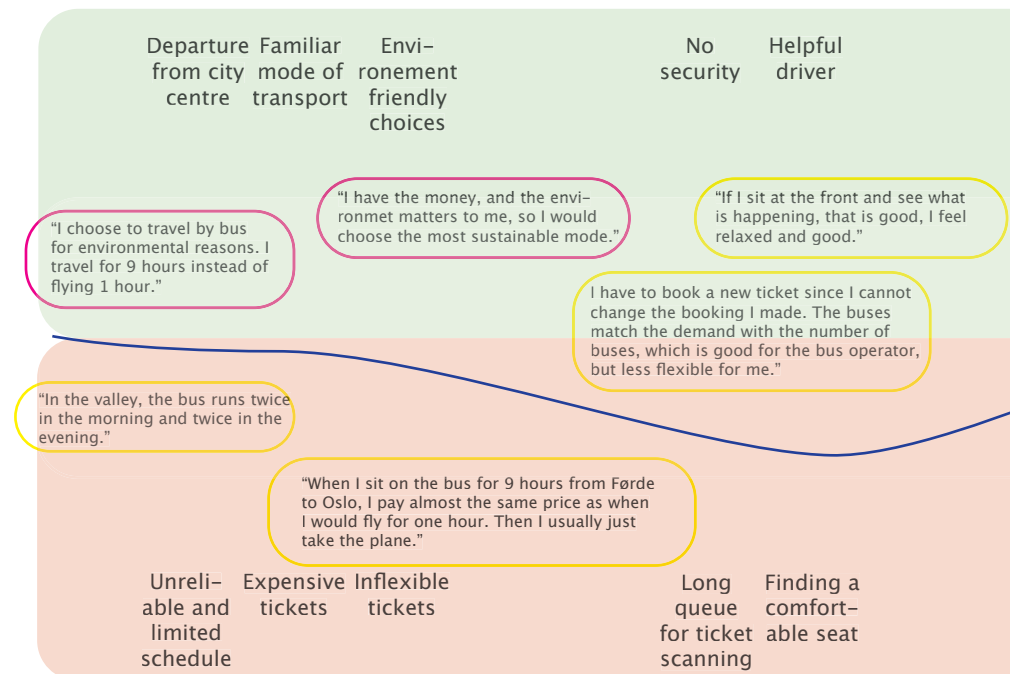 Departure
from city
centre
Familiar
mode of
transport
Envi-
ronement
friendly
choices
No
security
Helpful
driver
“I choose to travel by bus
for environmental reasons. I
travel for 9 hours instead of
flying 1 hour.”
“I have the money, and the envi-
ronmet matters to me, so I would
choose the most sustainable mode.”
“If I sit at the front and see what
is happening, that is good, I feel
relaxed and good.”
I have to book a new ticket since I cannot
change the booking I made. The buses
match the demand with the number of
buses, which is good for the bus operator,
but less flexible for me.”
“In the valley, the bus runs twice
in the morning and twice in the
evening.”
“When I sit on the bus for 9 hours from Førde
to Oslo, I pay almost the same price as when
I would fly for one hour. Then I usually just
take the plane.”
Unreli-
able and
limited
schedule
Expensive
tickets
Inflexible
tickets
Long
queue
for ticket
scanning
Finding a
comfort-
able seat